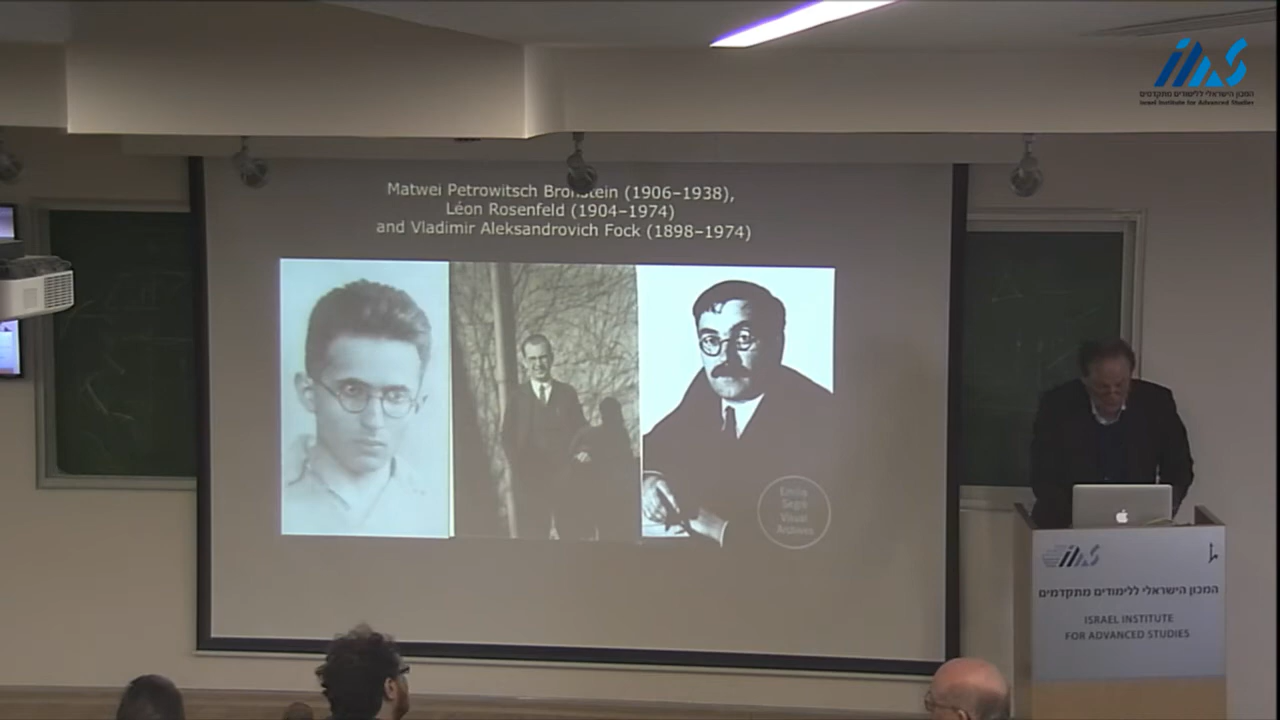 המכון הישראלי ללימודים מתקדמים
Israel Institute for Advanced Studies
Matwei Petrowitsch Bronstein (1906–1938),
Léon Rosenfeld (1904–1974)
and Vladimir Aleksandrovich Fock (1898–1974)
Emilio
Segrè
Visual
Archives
המכון הישראלי ללימודים מתקדמים
ISRAEL INSTITUTE
FOR ADVANCED STUDIES